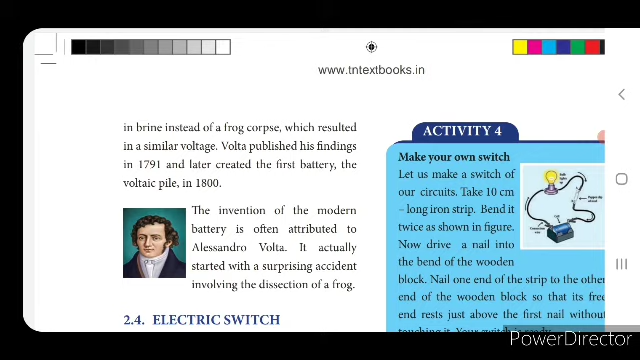 www.tntextbooks.in
in brine instead of a frog corpse, which resulted
in a similar voltage. Volta published his findings
in 1791 and later created the first battery, the
voltaic pile, in 1800.
The invention of the modern
battery is often attributed to
Alessandro Volta. It actually
started with a surprising accident
involving the dissection of a frog.
2.4. ELECTRIC SWITCH
ACTIVITY 4
Make your own switch
Let us make a switch of
our circuits. Take 10 cm
– long iron strip. Bend it
twice as shown in figure.
Now drive a nail into
the bend of the wooden
block. Nail one end of the strip to the other
end of the wooden block so that its free
end rests just above the first nail without
touching it. Your switch is ready
PowerDirector